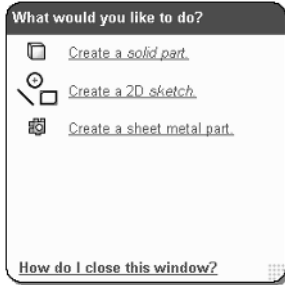 What would you like to do?
Create a solid part.
Create a 2D sketch.
Create a sheet metal part.
How do I close this window?